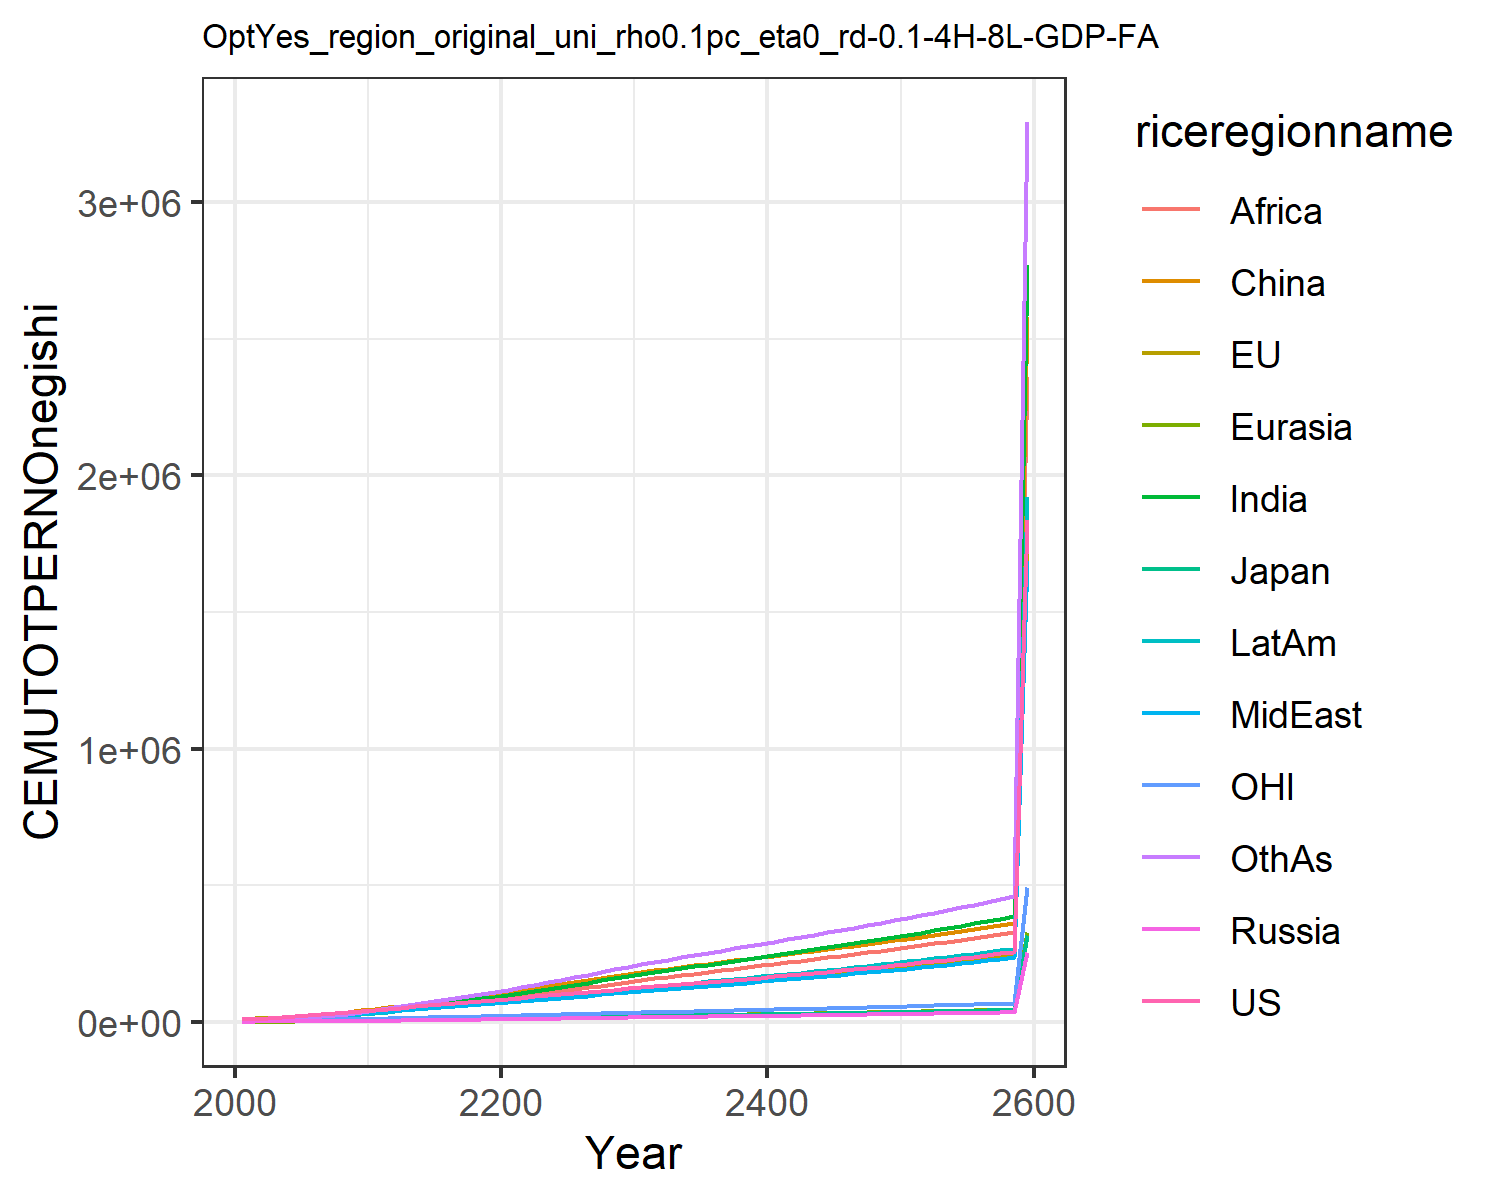 OptYes_region_original_uni_rho0.1pc_eta0_rd-0.1-4H-8L-GDP-FA
CEMUTOTPERNOnegishi
3e+06
2e+06
1e+06
0e+00
2000 2200 2400 2600
Year
riceregionname
Africa
China
EU
Eurasia
India
Japan
LatAm
MidEast
OHI
OthAs
Russia
US